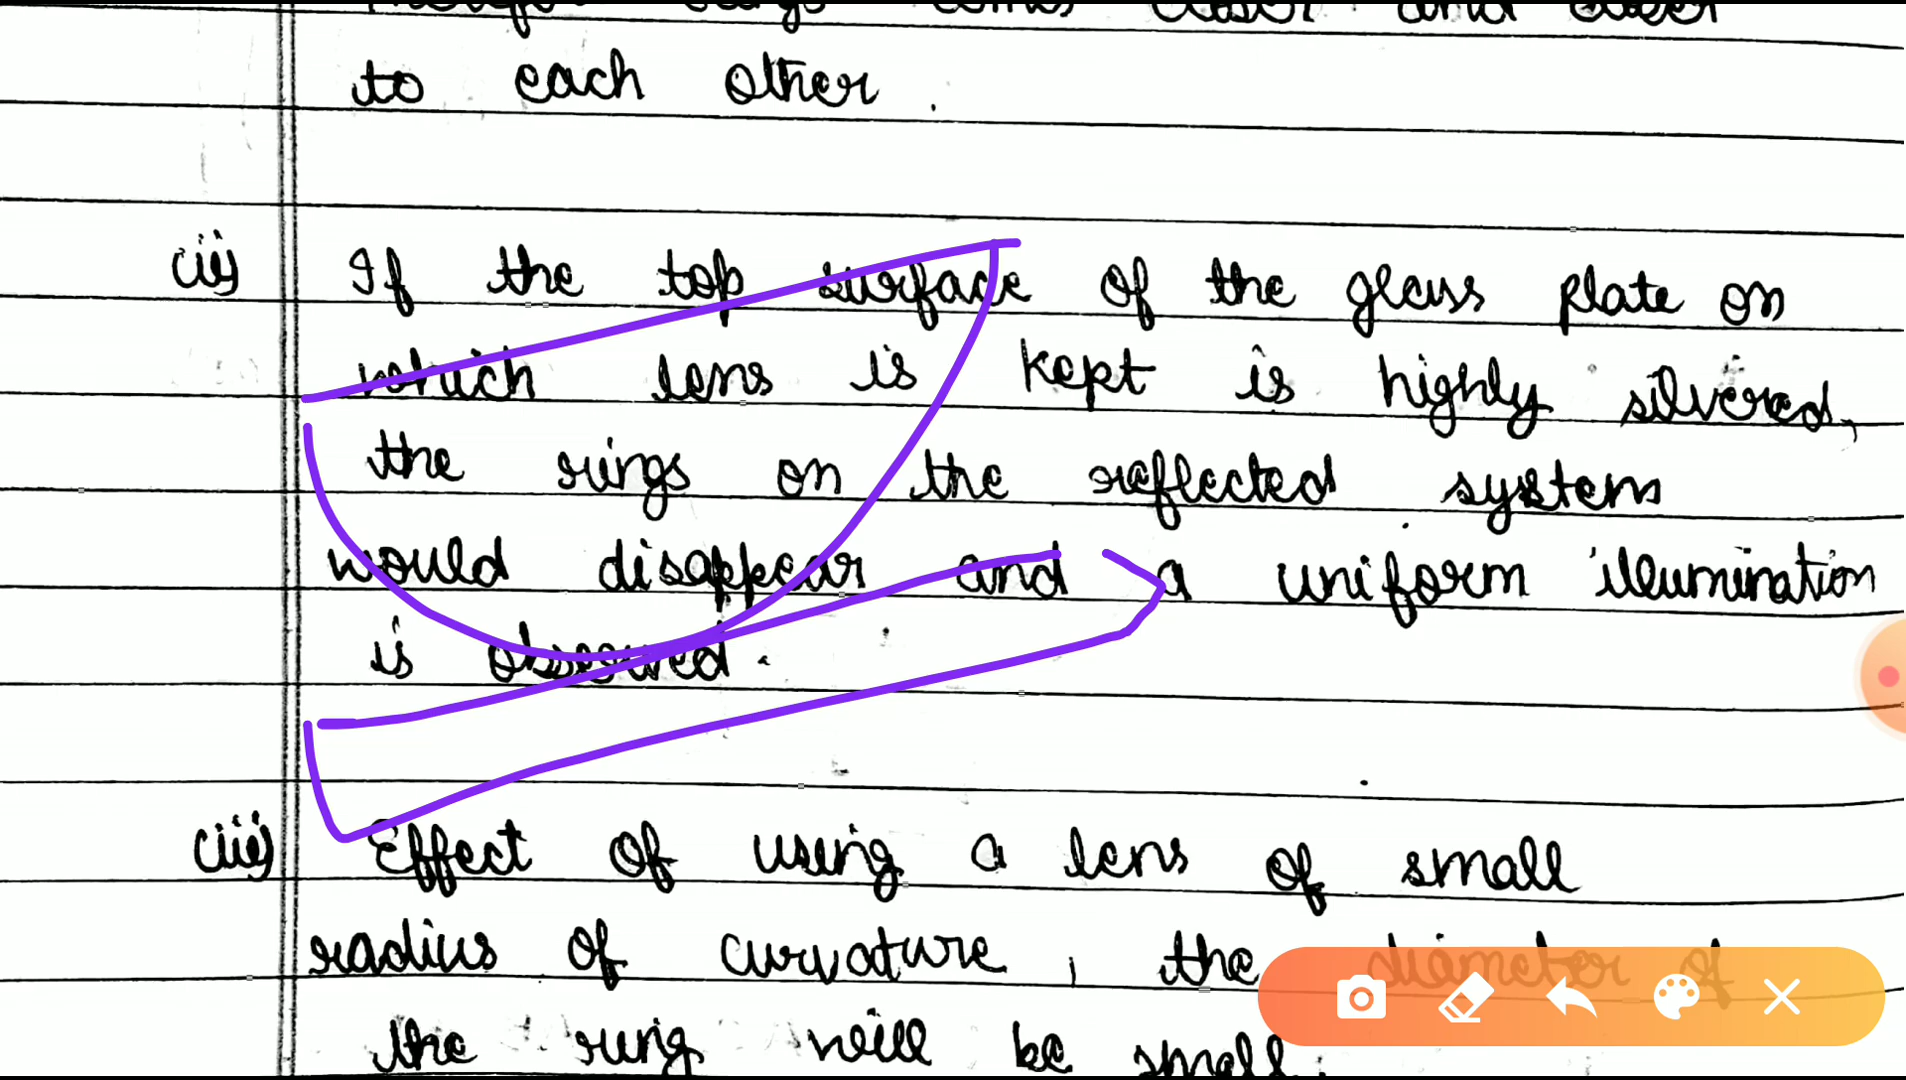 to each other.
(ii) If the top surface of the glass plate on
which lens is kept is highly silvered,
the rings on the reflected system
would disappear and a uniform illumination
is observed.
(iii) Effect of using a lens of small
radius of curvature, the diameter of
the ring will be small.